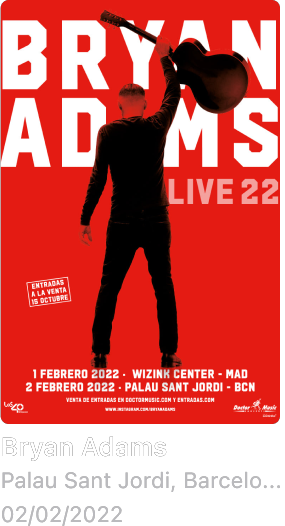 BRYAN
ADAMS
LIVE 22
ENTRADAS
A LA VENTA
15 OCTUBRE
1 FEBRERO 2022 · WIZINK CENTER - MAD
2 FEBRERO 2022 · PALAU SANT JORDI - BCN
VENTA DE ENTRADAS EN DOCTORMUSIC.COM Y ENTRADAS.COM
WWW.INSTAGRAM.COM/BRYANADAMS
Doctor Music
Bryan Adams
Palau Sant Jordi, Barcelo...
02/02/2022